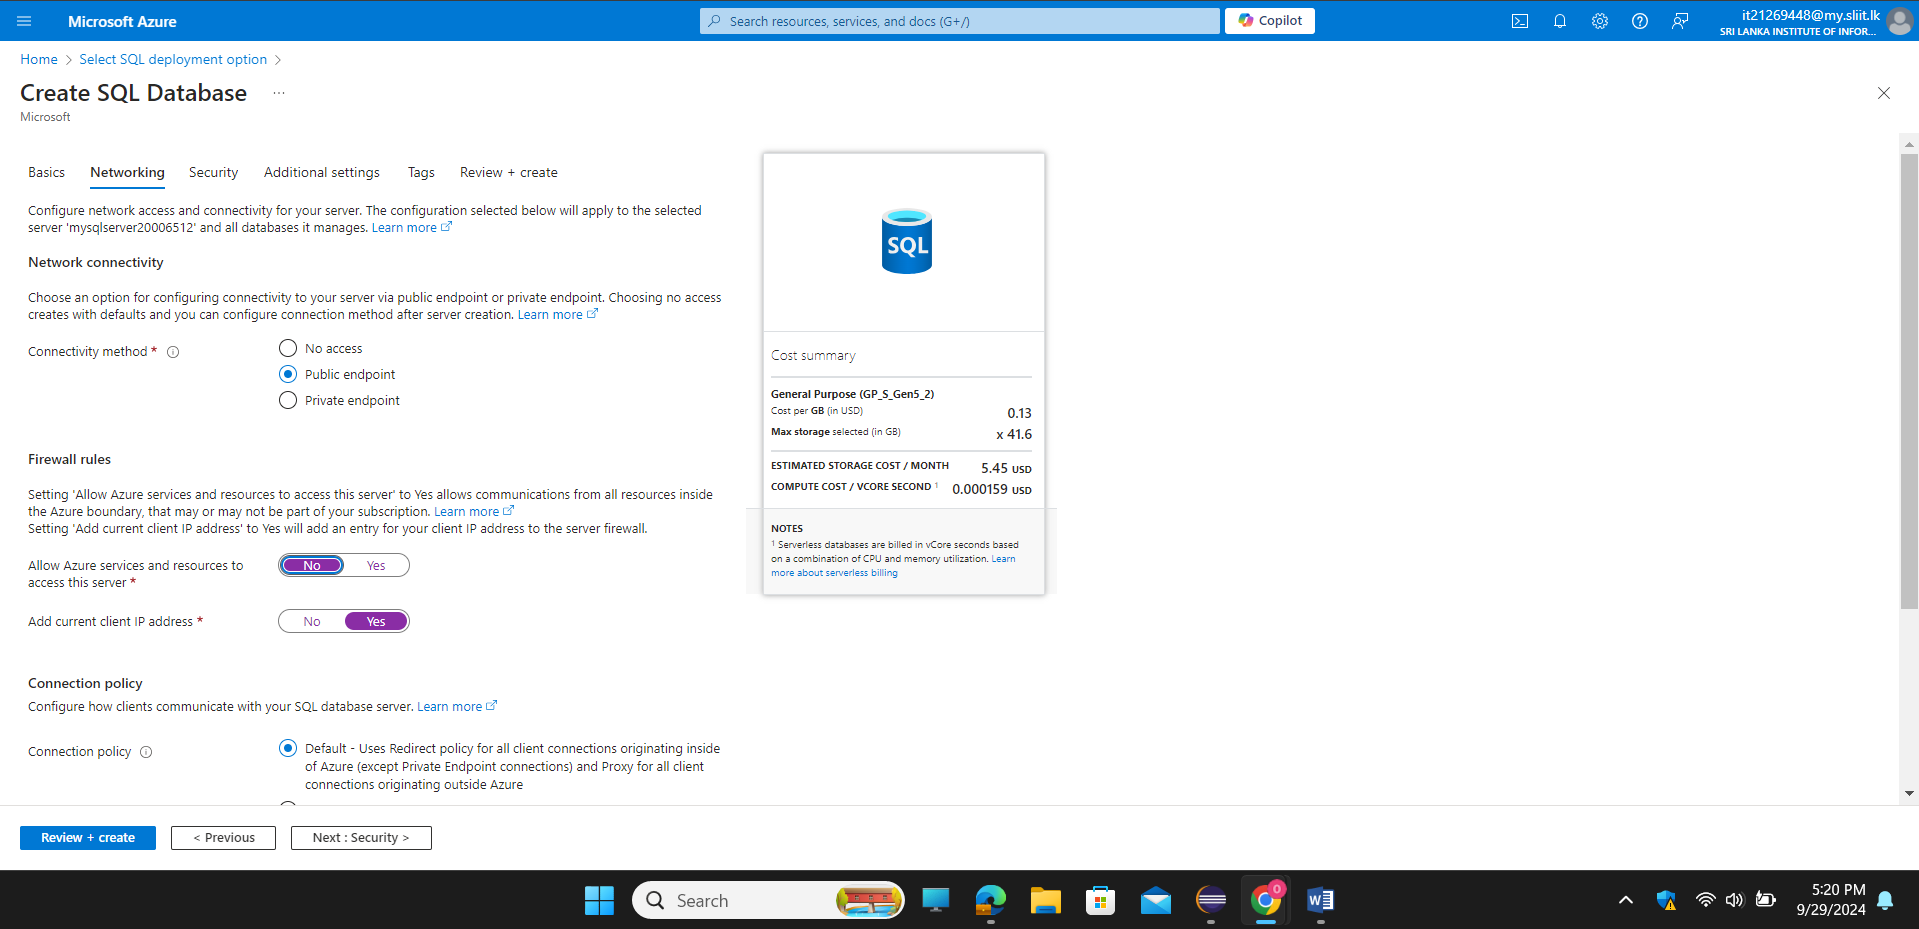 Microsoft Azure
Search resources, services, and docs (G+/)
Copilot
it21269448@my.sliit.lk
SRI LANKA INSTITUTE OF INFOR...
Home > Select SQL deployment option >
Create SQL Database ...
Microsoft
Basics Networking Security Additional settings Tags Review + create
Configure network access and connectivity for your server. The configuration selected below will apply to the selected
server 'mysqlserver20006512' and all databases it manages. Learn more
Network connectivity
Choose an option for configuring connectivity to your server via public endpoint or private endpoint. Choosing no access
creates with defaults and you can configure connection method after server creation. Learn more
Connectivity method *
No access
Public endpoint
Private endpoint
Firewall rules
Setting 'Allow Azure services and resources to access this server' to Yes allows communications from all resources inside
the Azure boundary, that may or may not be part of your subscription. Learn more
Setting 'Add current client IP address' to Yes will add an entry for your client IP address to the server firewall.
Allow Azure services and resources to
access this server *
No Yes
Add current client IP address *
No Yes
Connection policy
Configure how clients communicate with your SQL database server. Learn more
Connection policy
Default - Uses Redirect policy for all client connections originating inside
of Azure (except Private Endpoint connections) and Proxy for all client
connections originating outside Azure
SQL
Cost summary
General Purpose (GP_S_Gen5_2)
Cost per GB (in USD) 0.13
Max storage selected (in GB) x 41.6
ESTIMATED STORAGE COST / MONTH 5.45 USD
COMPUTE COST / VCORE SECOND 1 0.000159 USD
NOTES
1 Serverless databases are billed in vCore seconds based
on a combination of CPU and memory utilization. Learn
more about serverless billing
Review + create
< Previous
Next : Security >
Search
0
W
5:20 PM
9/29/2024